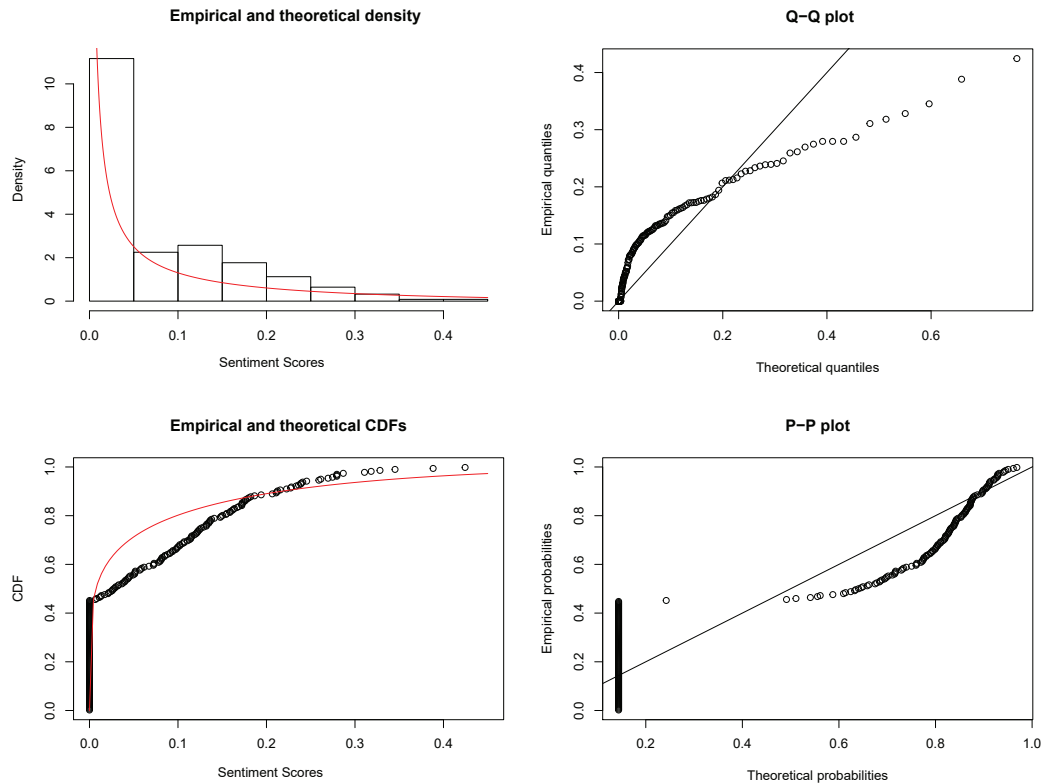 Empirical and theoretical density
Density
0 2 4 6 8 10
0.0 0.1 0.2 0.3 0.4
Sentiment Scores
Q−Q plot
Empirical quantiles
0.0 0.1 0.2 0.3 0.4
0.0 0.2 0.4 0.6
Theoretical quantiles
Empirical and theoretical CDFs
CDF
0.0 0.2 0.4 0.6 0.8 1.0
0.0 0.1 0.2 0.3 0.4
Sentiment Scores
P−P plot
Empirical probabilities
0.0 0.2 0.4 0.6 0.8 1.0
0.2 0.4 0.6 0.8 1.0
Theoretical probabilities